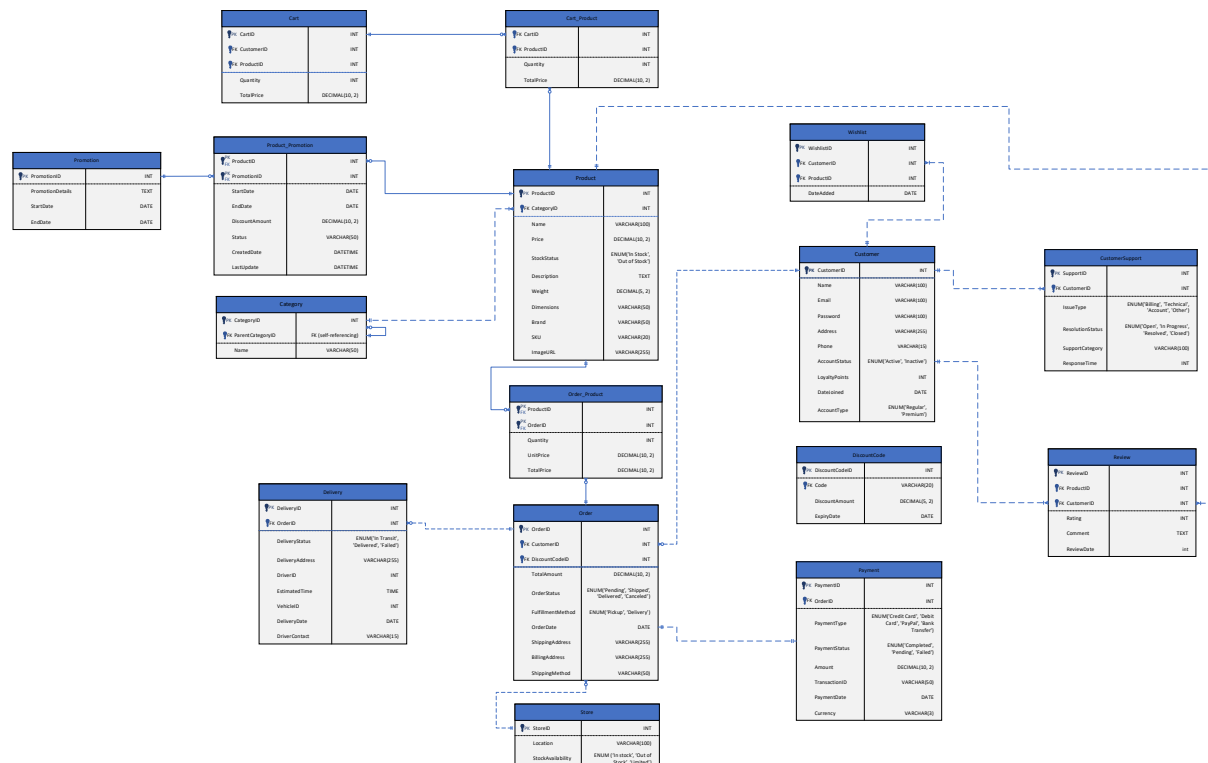 Cart
PK CartID INT
FK CustomerID INT
FK ProductID INT
Quantity INT
TotalPrice DECIMAL(10, 2)
Cart_Product
FK CartID INT
FK ProductID INT
Quantity INT
TotalPrice DECIMAL(10, 2)
Promotion
PK PromotionID INT
PromotionDetails TEXT
StartDate DATE
EndDate DATE
Product_Promotion
PK FK ProductID INT
PK FK PromotionID INT
StartDate DATE
EndDate DATE
DiscountAmount DECIMAL(10, 2)
Status VARCHAR(50)
CreatedDate DATETIME
LastUpdate DATETIME
Wishlist
PK WishlistID INT
FK CustomerID INT
FK ProductID INT
DateAdded DATE
Product
PK ProductID INT
FK CategoryID INT
Name VARCHAR(100)
Price DECIMAL(10, 2)
StockStatus ENUM('In Stock',
'Out of Stock')
Description TEXT
Weight DECIMAL(5, 2)
Dimensions VARCHAR(50)
Brand VARCHAR(50)
SKU VARCHAR(20)
ImageURL VARCHAR(255)
Category
PK CategoryID INT
FK ParentCategoryID FK (self-referencing)
Name VARCHAR(50)
Customer
PK CustomerID INT
Name VARCHAR(100)
Email VARCHAR(100)
Password VARCHAR(100)
Address VARCHAR(255)
Phone VARCHAR(15)
AccountStatus ENUM('Active', 'Inactive')
LoyaltyPoints INT
DateJoined DATE
AccountType ENUM('Regular',
'Premium')
CustomerSupport
PK SupportID INT
FK CustomerID INT
IssueType ENUM('Billing', 'Technical',
'Account', 'Other')
ResolutionStatus ENUM('Open', 'In Progress',
'Resolved', 'Closed')
SupportCategory VARCHAR(100)
ResponseTime INT
Order_Product
PK FK ProductID INT
PK FK OrderID INT
Quantity INT
UnitPrice DECIMAL(10, 2)
TotalPrice DECIMAL(10, 2)
DiscountCode
PK DiscountCodeID INT
FK Code VARCHAR(20)
DiscountAmount DECIMAL(5, 2)
ExpiryDate DATE
Review
PK ReviewID INT
FK ProductID INT
FK CustomerID INT
Rating INT
Comment TEXT
ReviewDate int
Delivery
PK DeliveryID INT
FK OrderID INT
DeliveryStatus ENUM('In Transit',
'Delivered', 'Failed')
DeliveryAddress VARCHAR(255)
DriverID INT
EstimatedTime TIME
VehicleID INT
DeliveryDate DATE
DriverContact VARCHAR(15)
Order
PK OrderID INT
FK CustomerID INT
FK DiscountCodeID INT
TotalAmount DECIMAL(10, 2)
OrderStatus ENUM('Pending', 'Shipped',
'Delivered', 'Canceled')
FulfillmentMethod ENUM('Pickup', 'Delivery')
OrderDate DATE
ShippingAddress VARCHAR(255)
BillingAddress VARCHAR(255)
ShippingMethod VARCHAR(50)
Payment
PK PaymentID INT
FK OrderID INT
PaymentType ENUM('Credit Card', 'Debit
Card', 'PayPal', 'Bank
Transfer')
PaymentStatus ENUM('Completed',
'Pending', 'Failed')
Amount DECIMAL(10, 2)
TransactionID VARCHAR(50)
PaymentDate DATE
Currency VARCHAR(3)
Store
PK StoreID INT
Location VARCHAR(100)
StockAvailability ENUM ('In stock', 'Out of
Stock', 'Limited')